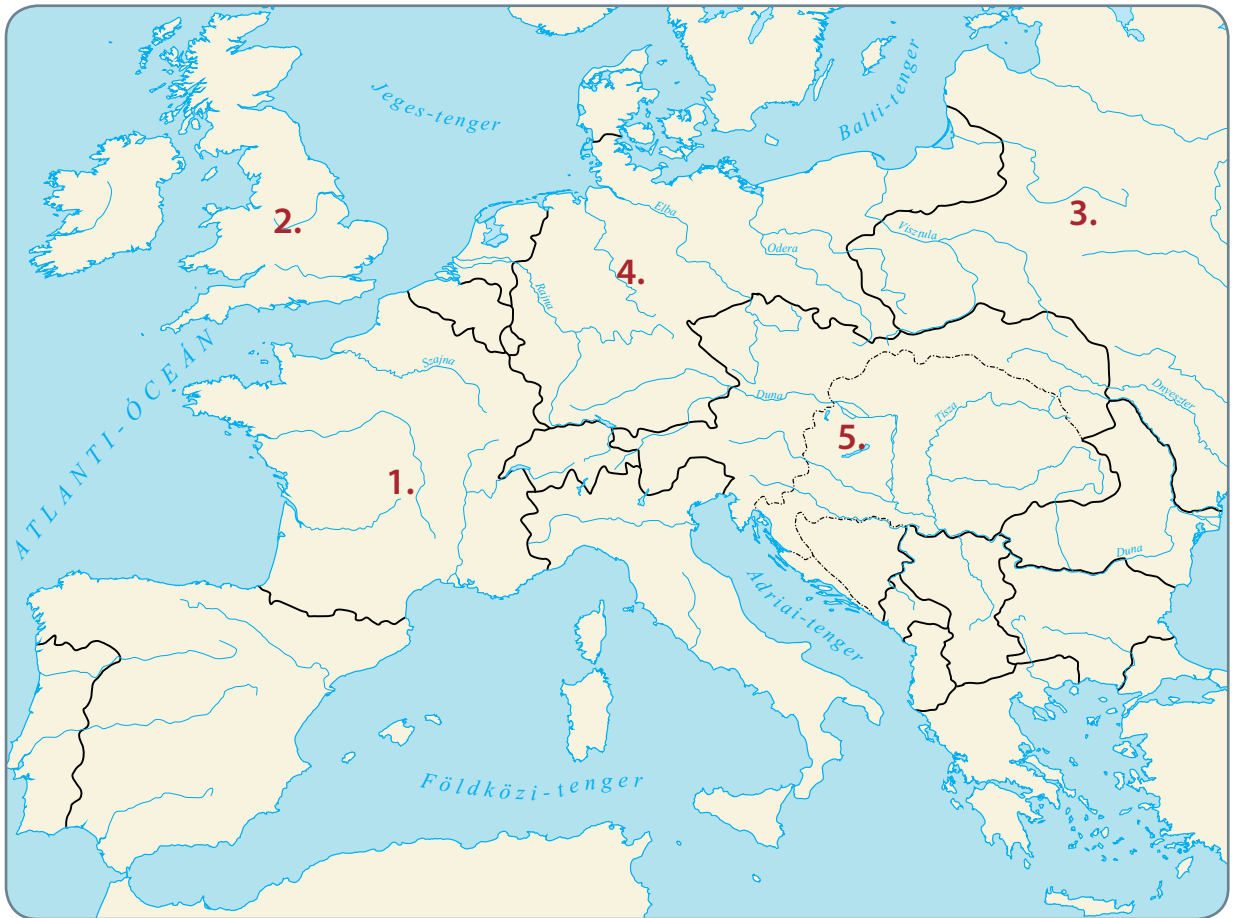 Jeges-tenger
Balti-tenger
2.
3.
Elba
Visztula
Odera
4.
Rajna
ATLANTI-ÓCEÁN
Szajna
Duna
Dnyeszter
Tisza
5.
1.
Duna
Adriai-tenger
Földközi-tenger